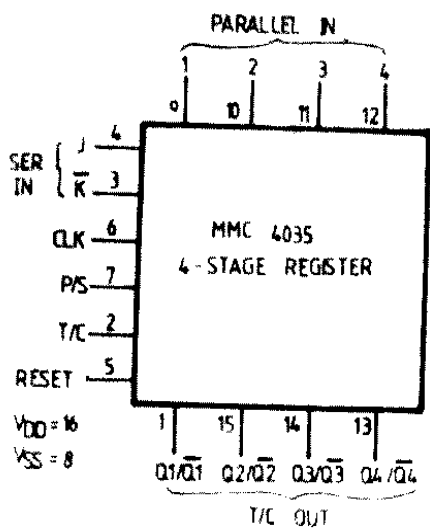 PARALLEL IN
1 2 3 4
9 10 11 12
SER IN
J 4
K̅ 3
CLK 6
P/S 7
T/C 2
RESET 5
MMC 4035
4-STAGE REGISTER
VDD = 16
VSS = 8
1 15 14 13
Q1/Q̅1̅ Q2/Q̅2̅ Q3/Q̅3̅ Q4/Q̅4̅
T/C OUT